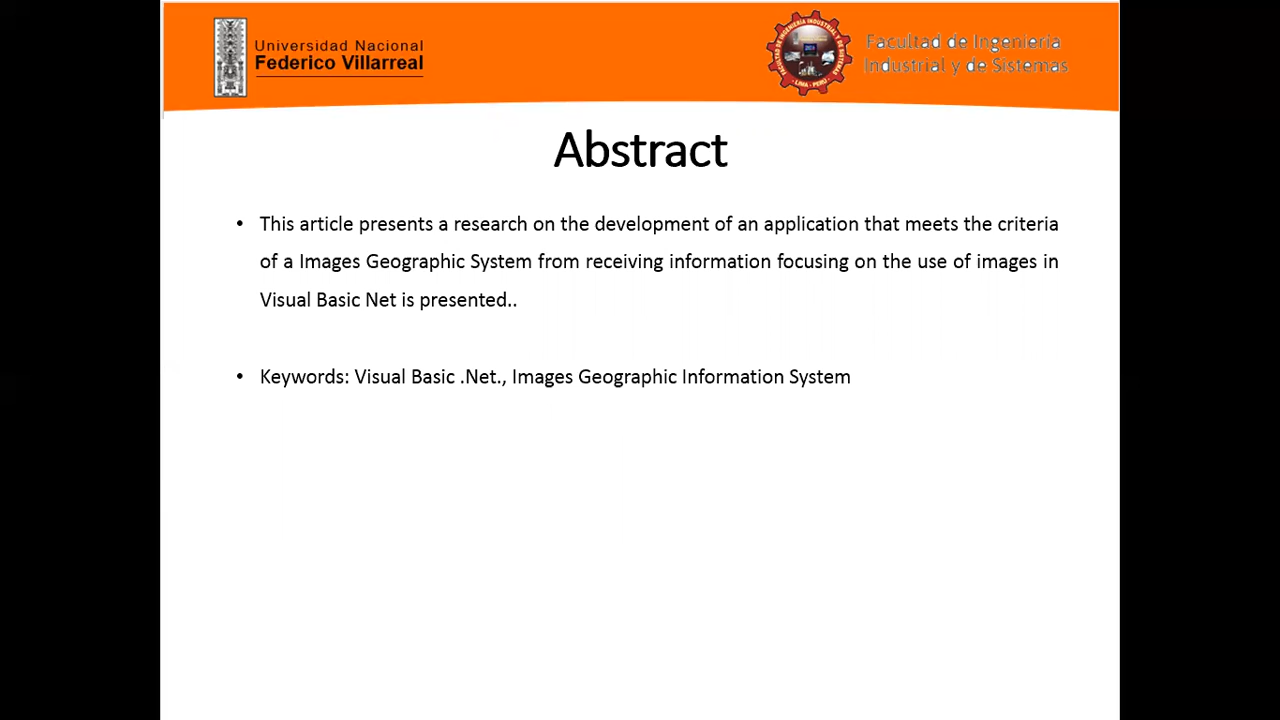 Universidad Nacional
Federico Villarreal
Facultad de Ingeniería
Industrial y de Sistemas
Abstract
• This article presents a research on the development of an application that meets the criteria
of a Images Geographic System from receiving information focusing on the use of images in
Visual Basic Net is presented..
• Keywords: Visual Basic .Net., Images Geographic Information System